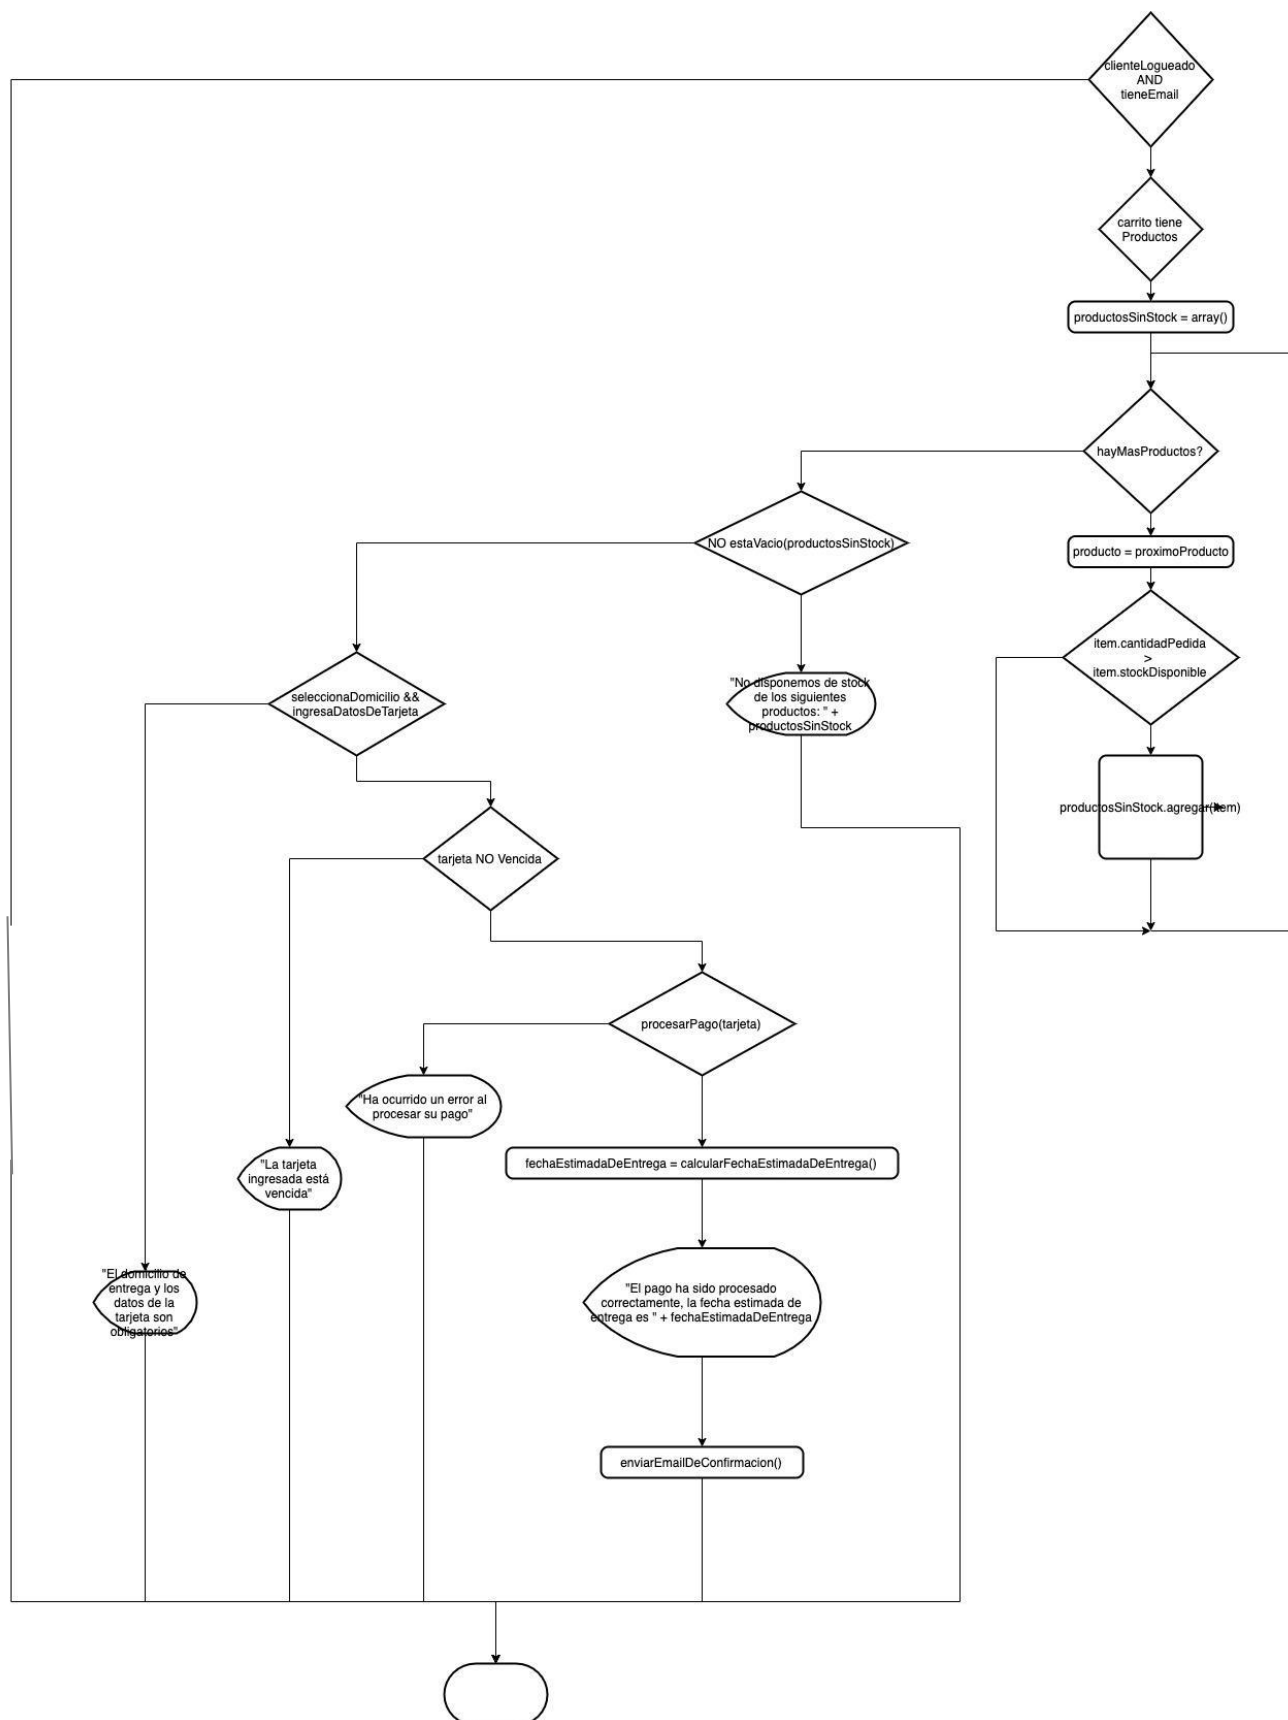 clienteLogueado
AND
tieneEmail
carrito tiene
Productos
productosSinStock = array()
hayMasProductos?
NO estaVacio(productosSinStock)
producto = proximoProducto
item.cantidadPedida
>
item.stockDisponible
seleccionaDomicilio &&
ingresaDatosDeTarjeta
"No disponemos de stock
de los siguientes
productos: " +
productosSinStock
productosSinStock.agregar(item)
tarjeta NO Vencida
procesarPago(tarjeta)
"Ha ocurrido un error al
procesar su pago"
"La tarjeta
ingresada está
vencida"
fechaEstimadaDeEntrega = calcularFechaEstimadaDeEntrega()
"El domicilio de
entrega y los
datos de la
tarjeta son
obligatorios"
"El pago ha sido procesado
correctamente, la fecha estimada de
entrega es " + fechaEstimadaDeEntrega
enviarEmailDeConfirmacion()